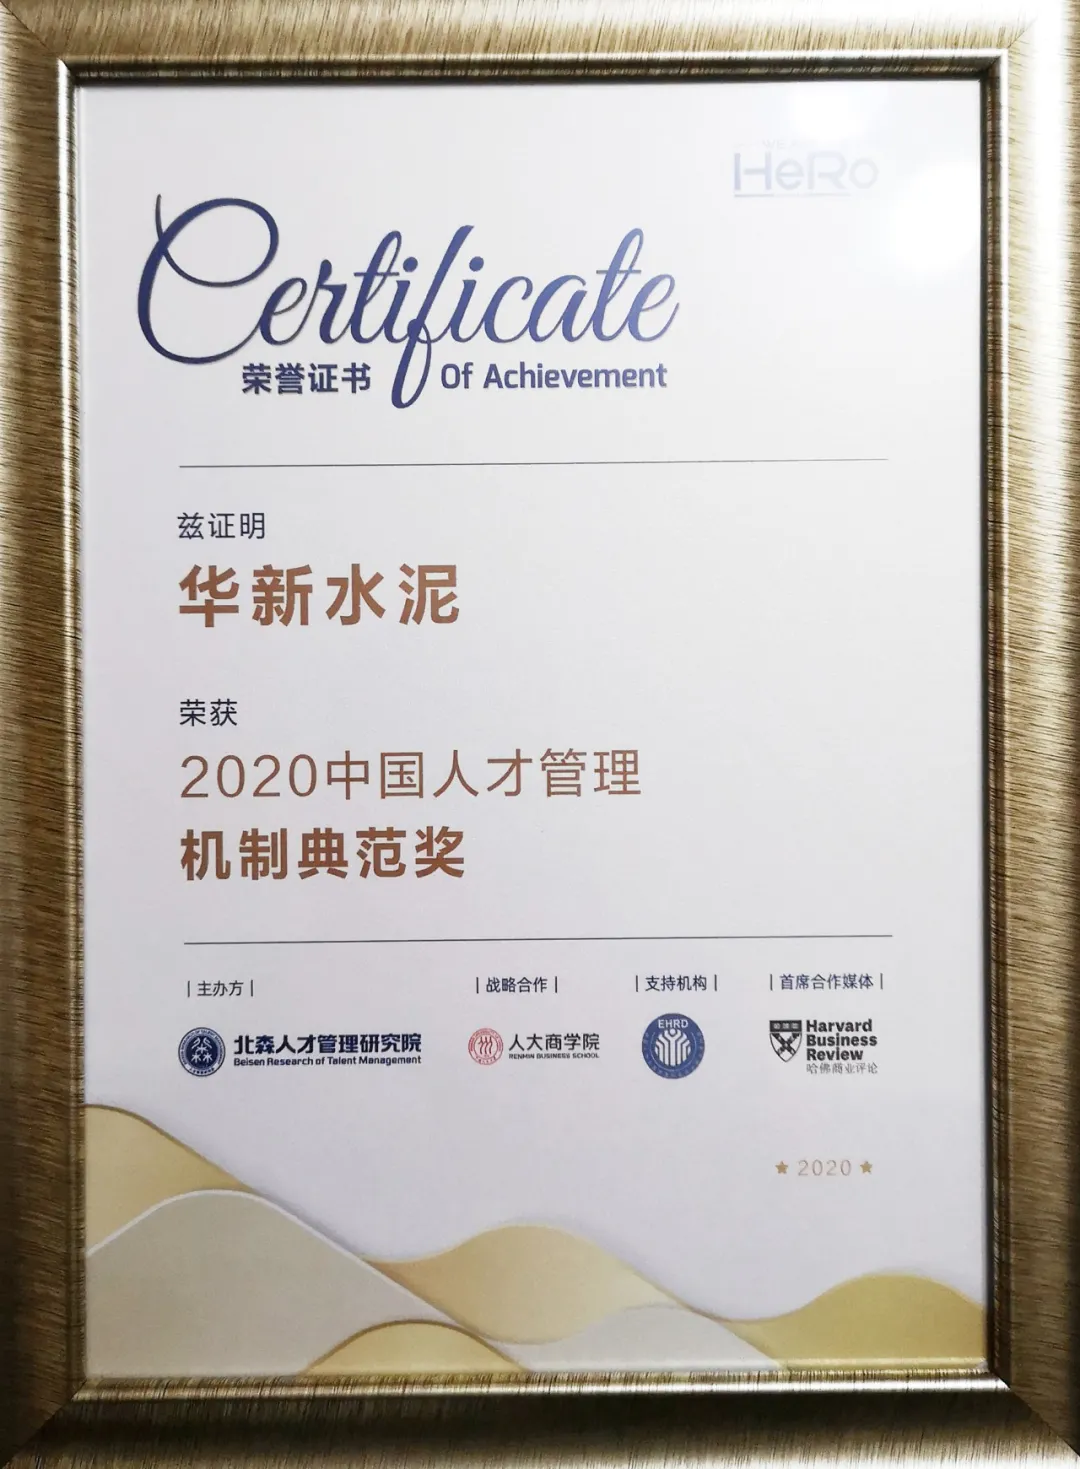 HeRo
Certificate
荣誉证书 Of Achievement
兹证明
华新水泥
荣获
2020中国人才管理
机制典范奖
|主办方| |战略合作| |支持机构| |首席合作媒体|
北森人才管理研究院
Beisen Research of Talent Management
人大商学院
RENMIN BUSINESS SCHOOL
EHRD
Harvard
Business
Review
哈佛商业评论
★ 2020 ★